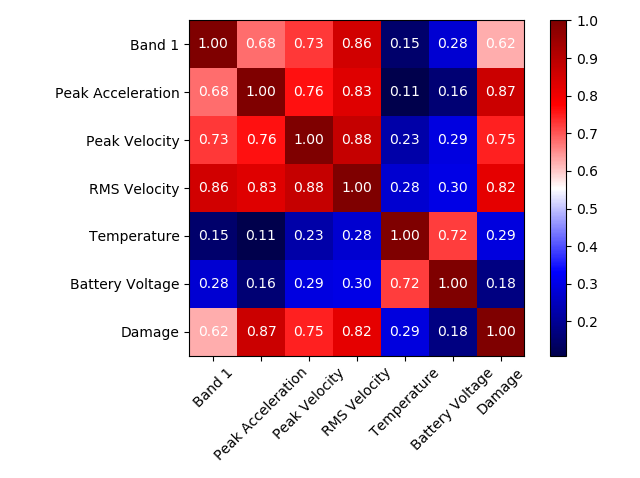 Band 1 1.00 0.68 0.73 0.86 0.15 0.28 0.62
Peak Acceleration 0.68 1.00 0.76 0.83 0.11 0.16 0.87
Peak Velocity 0.73 0.76 1.00 0.88 0.23 0.29 0.75
RMS Velocity 0.86 0.83 0.88 1.00 0.28 0.30 0.82
Temperature 0.15 0.11 0.23 0.28 1.00 0.72 0.29
Battery Voltage 0.28 0.16 0.29 0.30 0.72 1.00 0.18
Damage 0.62 0.87 0.75 0.82 0.29 0.18 1.00
Band 1
Peak Acceleration
Peak Velocity
RMS Velocity
Temperature
Battery Voltage
Damage
1.0
0.9
0.8
0.7
0.6
0.5
0.4
0.3
0.2